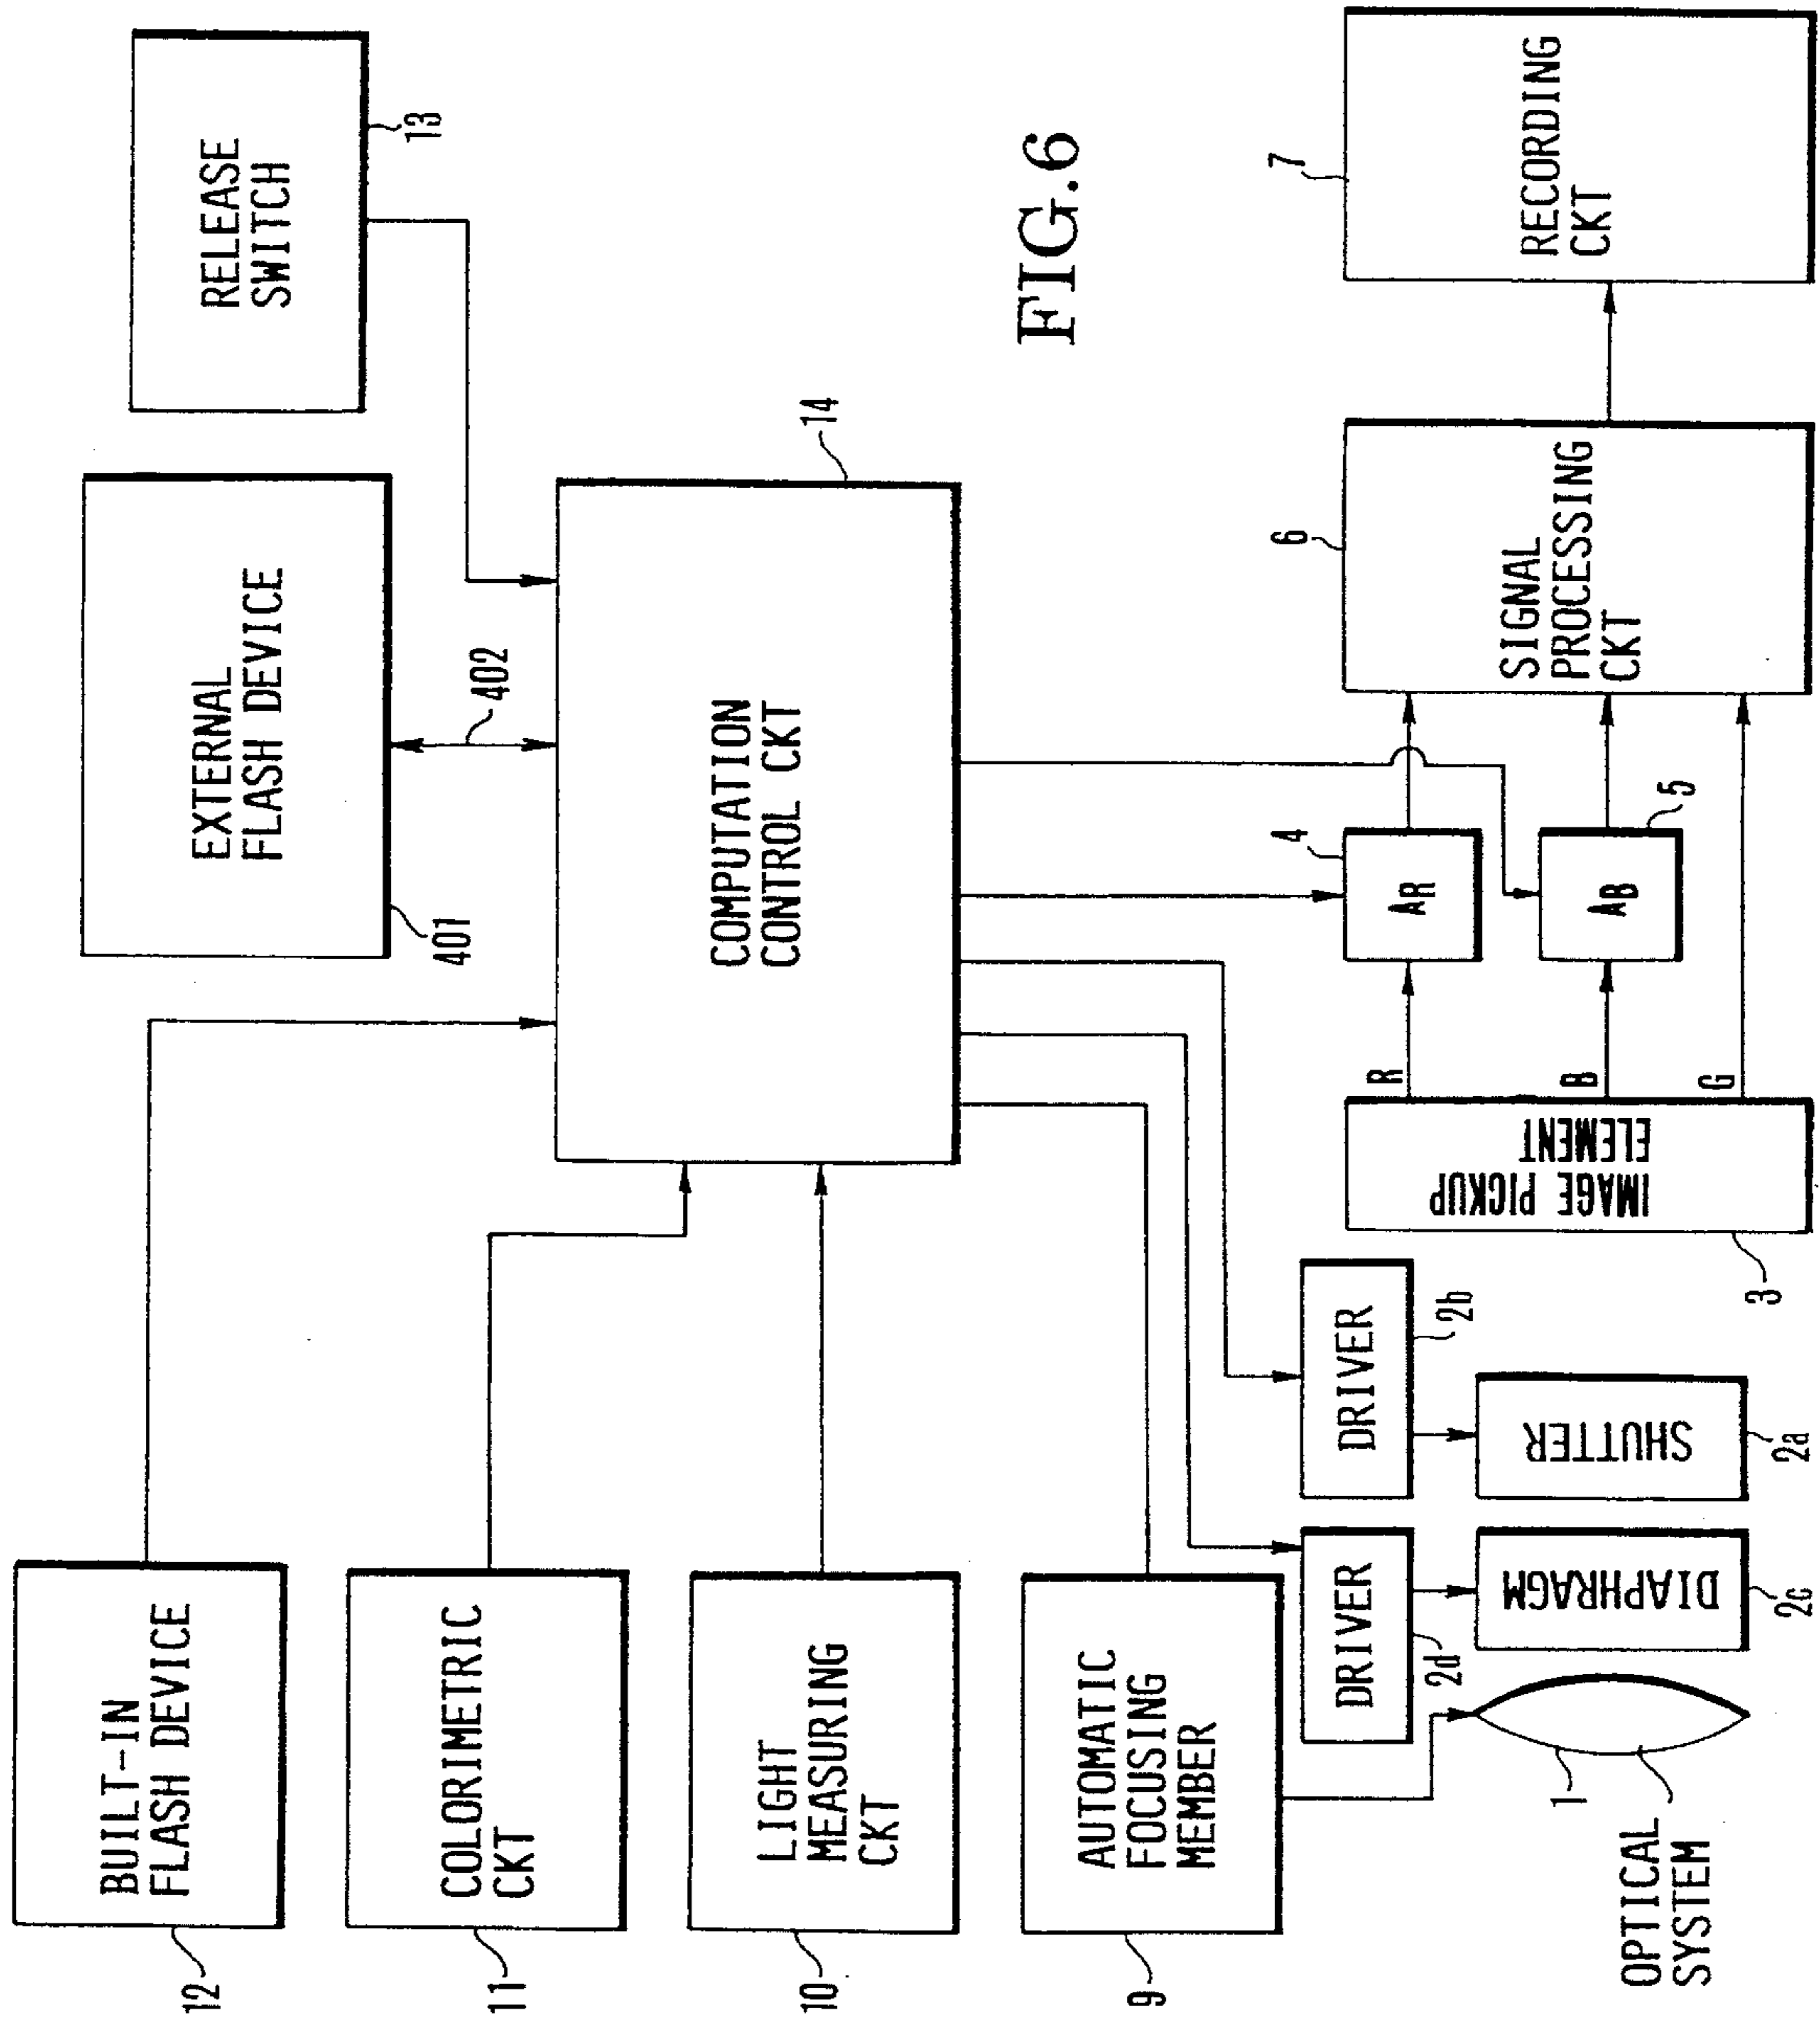 BUILT-IN
FLASH DEVICE
12
EXTERNAL
FLASH DEVICE
401
402
RELEASE
SWITCH
13
COLORIMETRIC
CKT
11
LIGHT
MEASURING
CKT
10
COMPUTATION
CONTROL CKT
14
AUTOMATIC
FOCUSING
MEMBER
9
FIG.6
DRIVER
2d
DRIVER
2b
DIAPHRAGM
2c
SHUTTER
2a
OPTICAL
SYSTEM
1
IMAGE PICKUP
ELEMENT
3
R
B
G
AR
4
AB
5
SIGNAL
PROCESSING
CKT
6
RECORDING
CKT
7